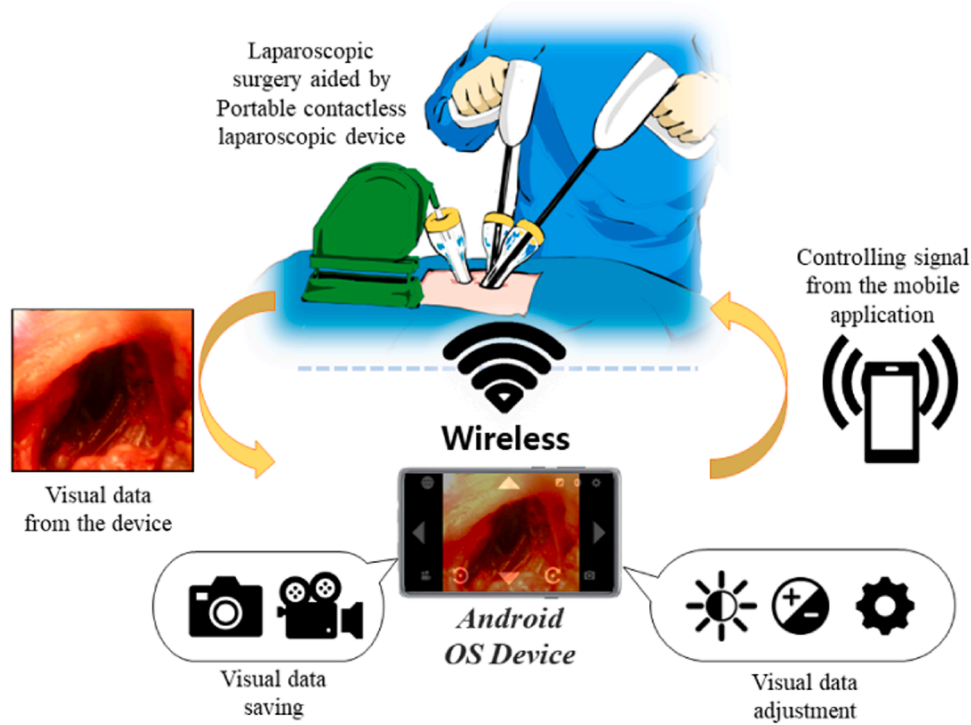 Laparoscopic
surgery aided by
Portable contactless
laparoscopic device
Controlling signal
from the mobile
application
Wireless
Visual data
from the device
Android
OS Device
Visual data
saving
Visual data
adjustment